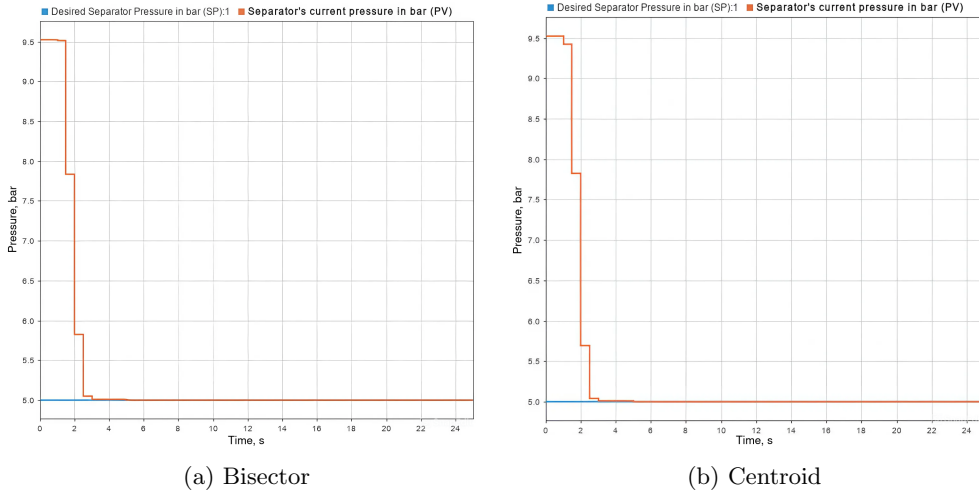 Desired Separator Pressure in bar (SP):1 Separator's current pressure in bar (PV)
9.5
9.0
8.5
8.0
7.5
7.0
6.5
6.0
5.5
5.0
Pressure, bar
0 2 4 6 8 10 12 14 16 18 20 22 24
Time, s
(a) Bisector
Desired Separator Pressure in bar (SP):1 Separator's current pressure in bar (PV)
9.5
9.0
8.5
8.0
7.5
7.0
6.5
6.0
5.5
5.0
Pressure, bar
0 2 4 6 8 10 12 14 16 18 20 22 24
Time, s
(b) Centroid